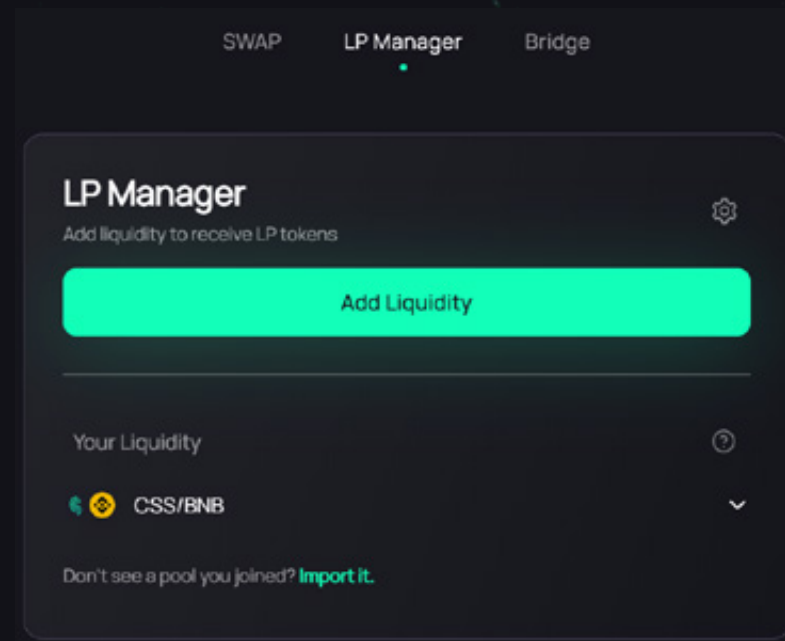 SWAP LP Manager Bridge
LP Manager
Add liquidity to receive LP tokens
Add Liquidity
Your Liquidity
CSS/BNB
Don't see a pool you joined? Import it.